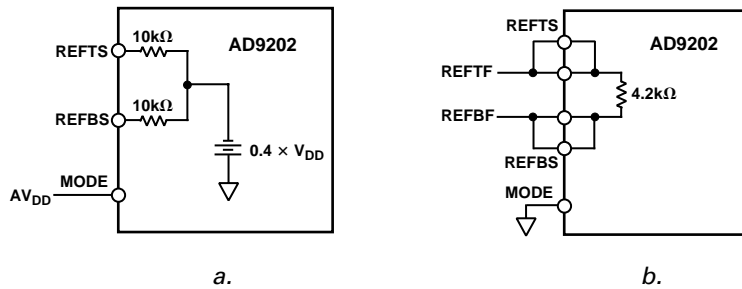 10kΩ
REFTS
AD9202
10kΩ
REFBS
0.4 × VDD
MODE
AVDD
a.
REFTS
AD9202
REFTF
4.2kΩ
REFBF
REFBS
MODE
b.